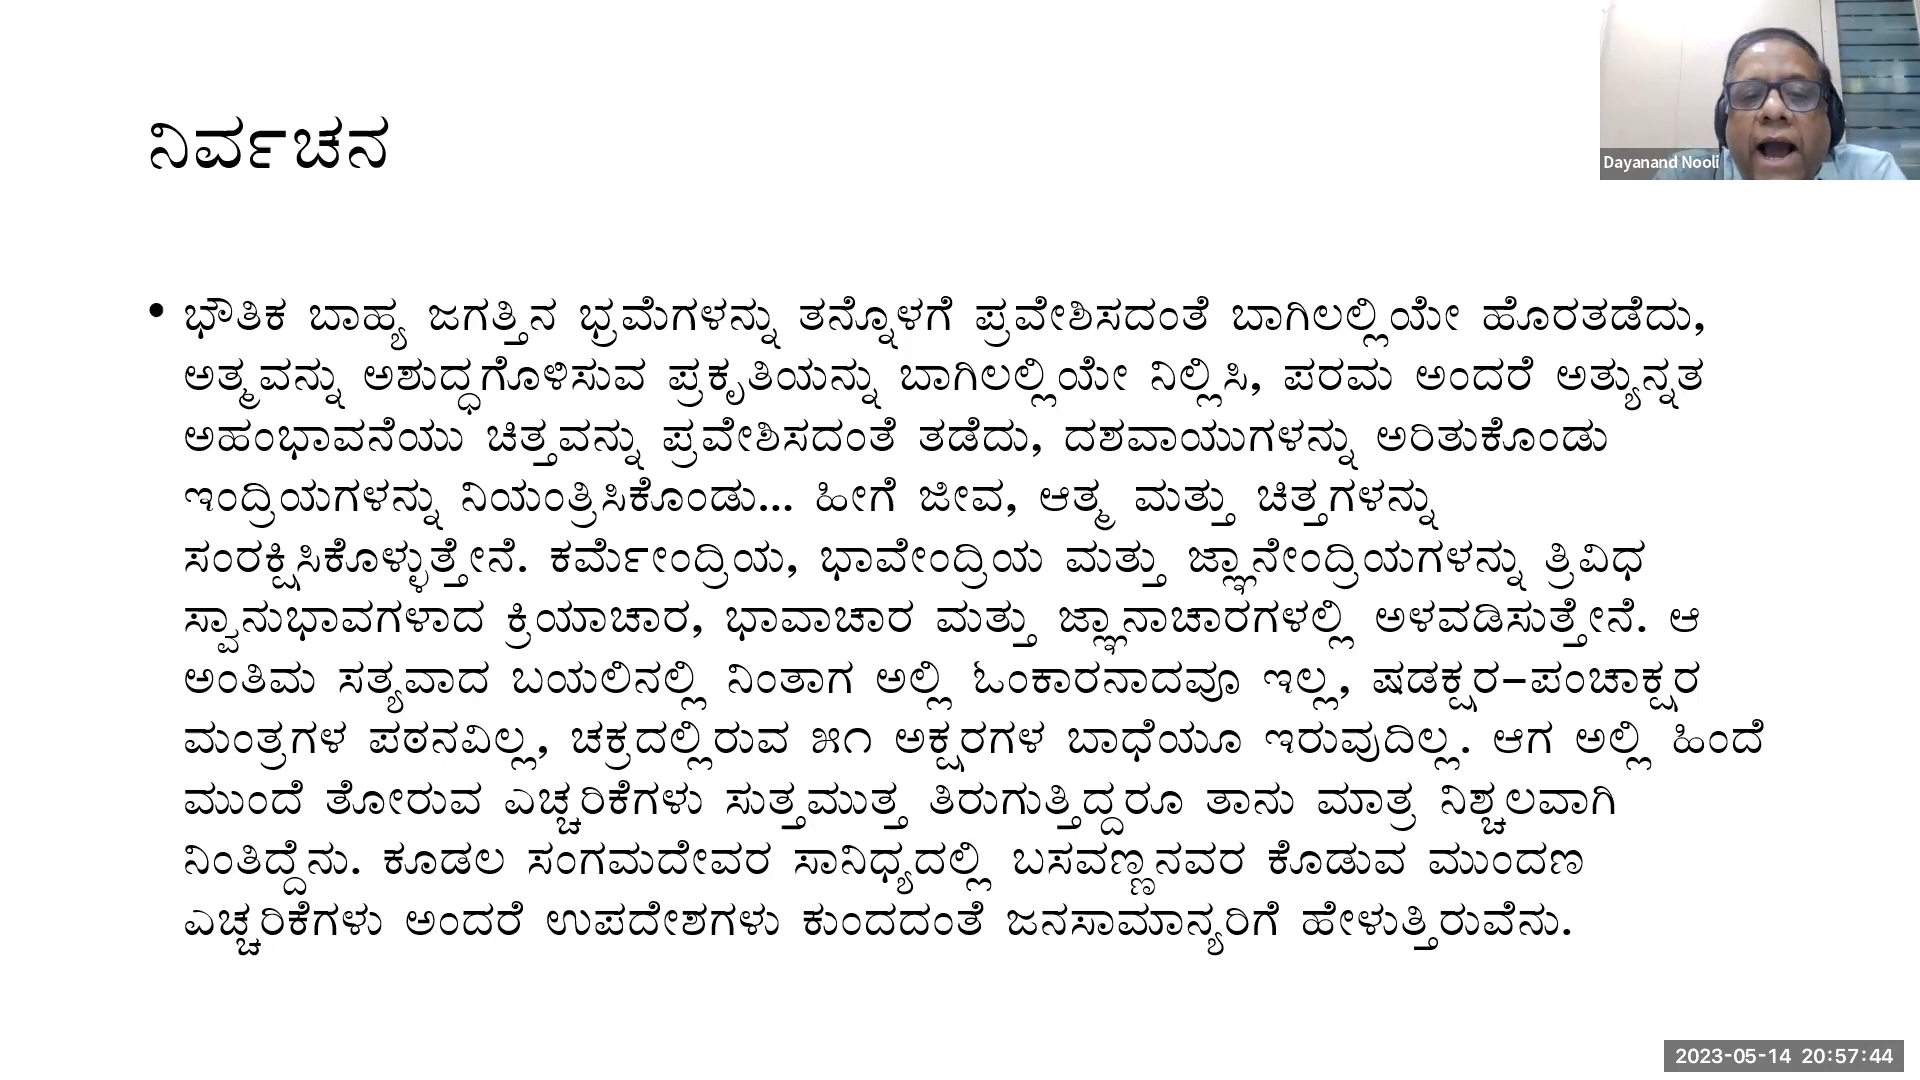 ನಿರ್ವಚನ
Dayanand Nooli
• ಭೌತಿಕ ಬಾಹ್ಯ ಜಗತ್ತಿನ ಭ್ರಮೆಗಳನ್ನು ತನ್ನೊಳಗೆ ಪ್ರವೇಶಿಸದಂತೆ ಬಾಗಿಲಲ್ಲಿಯೇ ಹೊರತಡೆದು,
ಅತ್ಮವನ್ನು ಅಶುದ್ಧಗೊಳಿಸುವ ಪ್ರಕೃತಿಯನ್ನು ಬಾಗಿಲಲ್ಲಿಯೇ ನಿಲ್ಲಿಸಿ, ಪರಮ ಅಂದರೆ ಅತ್ಯುನ್ನತ
ಅಹಂಭಾವನೆಯು ಚಿತ್ತವನ್ನು ಪ್ರವೇಶಿಸದಂತೆ ತಡೆದು, ದಶವಾಯುಗಳನ್ನು ಅರಿತುಕೊಂಡು
ಇಂದ್ರಿಯಗಳನ್ನು ನಿಯಂತ್ರಿಸಿಕೊಂಡು... ಹೀಗೆ ಜೀವ, ಆತ್ಮ ಮತ್ತು ಚಿತ್ತಗಳನ್ನು
ಸಂರಕ್ಷಿಸಿಕೊಳ್ಳುತ್ತೇನೆ. ಕರ್ಮೇಂದ್ರಿಯ, ಭಾವೇಂದ್ರಿಯ ಮತ್ತು ಜ್ಞಾನೇಂದ್ರಿಯಗಳನ್ನು ತ್ರಿವಿಧ
ಸ್ವಾನುಭಾವಗಳಾದ ಕ್ರಿಯಾಚಾರ, ಭಾವಾಚಾರ ಮತ್ತು ಜ್ಞಾನಾಚಾರಗಳಲ್ಲಿ ಅಳವಡಿಸುತ್ತೇನೆ. ಆ
ಅಂತಿಮ ಸತ್ಯವಾದ ಬಯಲಿನಲ್ಲಿ ನಿಂತಾಗ ಅಲ್ಲಿ ಓಂಕಾರನಾದವೂ ಇಲ್ಲ, ಷಡಕ್ಷರ-ಪಂಚಾಕ್ಷರ
ಮಂತ್ರಗಳ ಪಠನವಿಲ್ಲ, ಚಕ್ರದಲ್ಲಿರುವ ೫೧ ಅಕ್ಷರಗಳ ಬಾಧೆಯೂ ಇರುವುದಿಲ್ಲ. ಆಗ ಅಲ್ಲಿ ಹಿಂದೆ
ಮುಂದೆ ತೋರುವ ಎಚ್ಚರಿಕೆಗಳು ಸುತ್ತಮುತ್ತ ತಿರುಗುತ್ತಿದ್ದರೂ ತಾನು ಮಾತ್ರ ನಿಶ್ಚಲವಾಗಿ
ನಿಂತಿದ್ದೆನು. ಕೂಡಲ ಸಂಗಮದೇವರ ಸಾನಿಧ್ಯದಲ್ಲಿ ಬಸವಣ್ಣನವರ ಕೊಡುವ ಮುಂದಣ
ಎಚ್ಚರಿಕೆಗಳು ಅಂದರೆ ಉಪದೇಶಗಳು ಕುಂದದಂತೆ ಜನಸಾಮಾನ್ಯರಿಗೆ ಹೇಳುತ್ತಿರುವೆನು.
2023-05-14 20:57:44